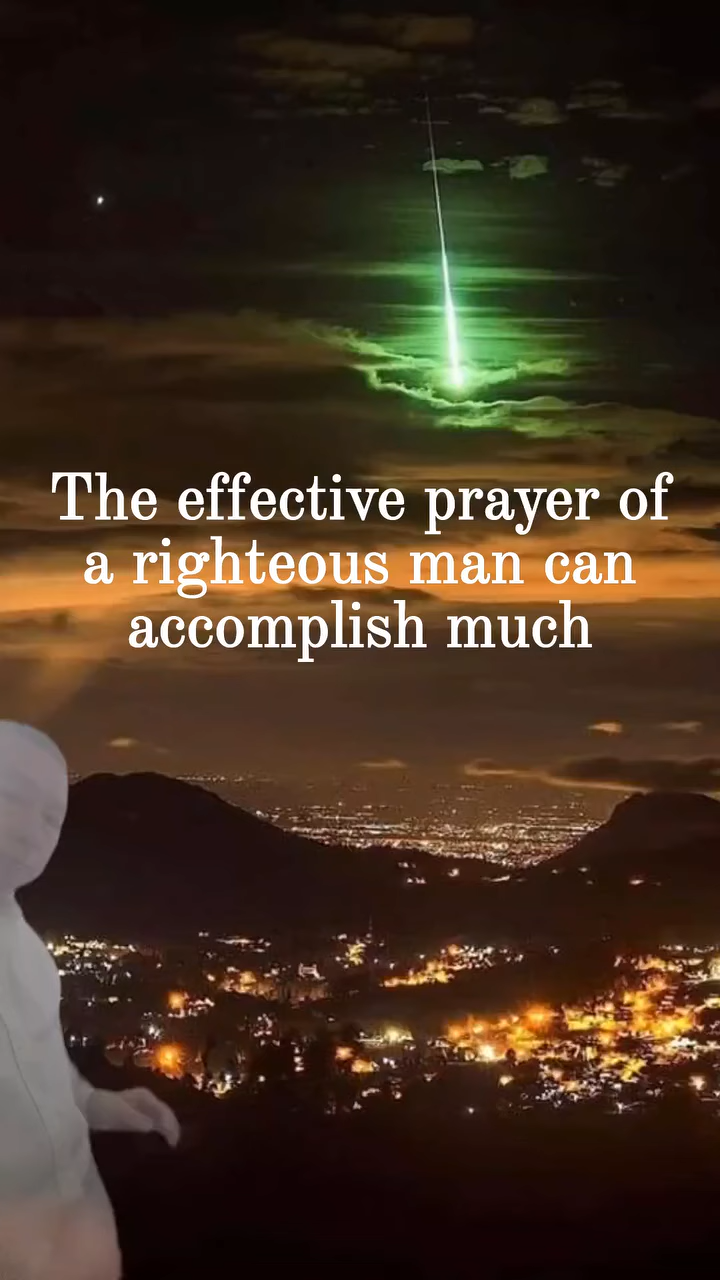 The effective prayer of
a righteous man can
accomplish much